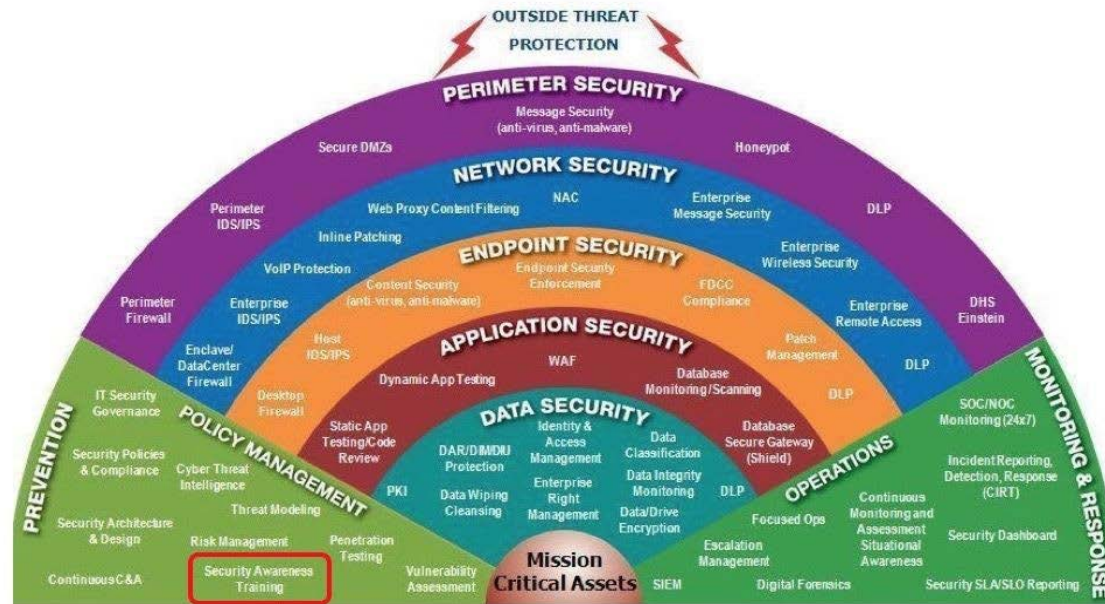 OUTSIDE THREAT
PROTECTION
PERIMETER SECURITY
Message Security
(anti-virus, anti-malware)
Secure DMZs
Honeypot
Perimeter
IDS/IPS
DLP
Perimeter
Firewall
DHS
Einstein
NETWORK SECURITY
NAC
Web Proxy Content Filtering
Enterprise
Message Security
Inline Patching
Enterprise
Wireless Security
VoIP Protection
Enterprise
IDS/IPS
Enterprise
Remote Access
Enclave/
DataCenter
Firewall
DLP
ENDPOINT SECURITY
Endpoint Security
Enforcement
Content Security
(anti-virus, anti-malware)
FDCC
Compliance
Host
IDS/IPS
Patch
Management
Desktop
Firewall
DLP
APPLICATION SECURITY
WAF
Dynamic App Testing
Database
Monitoring/Scanning
Static App
Testing/Code
Review
Database
Secure Gateway
(Shield)
DATA SECURITY
Identity &
Access
Management
DAR/DIM/DIU
Protection
Data
Classification
Enterprise
Right
Management
Data Integrity
Monitoring
PKI
Data Wiping
Cleansing
Data/Drive
Encryption
DLP
Mission
Critical Assets
PREVENTION
POLICY MANAGEMENT
IT Security
Governance
Security Policies
& Compliance
Cyber Threat
Intelligence
Threat Modeling
Security Architecture
& Design
Risk Management
Penetration
Testing
Continuous C&A
Security Awareness
Training
Vulnerability
Assessment
OPERATIONS
MONITORING & RESPONSE
SOC/NOC
Monitoring (24x7)
Incident Reporting,
Detection, Response
(CIRT)
Continuous
Monitoring and
Assessment
Situational
Awareness
Focused Ops
Security Dashboard
Escalation
Management
SIEM
Digital Forensics
Security SLA/SLO Reporting